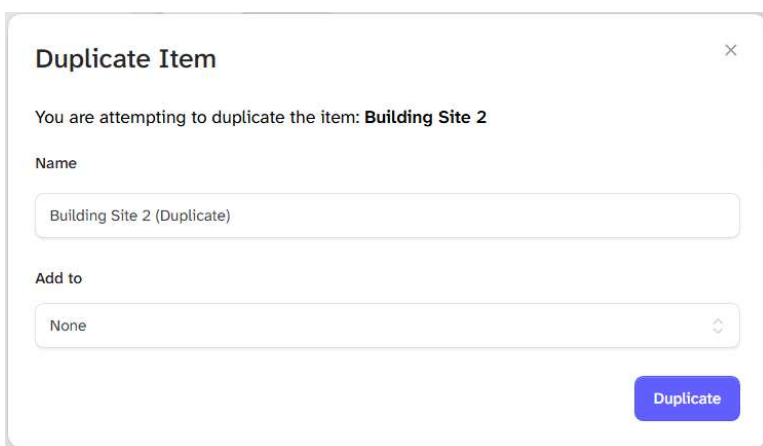 Duplicate Item
You are attempting to duplicate the item: Building Site 2
Name
Building Site 2 (Duplicate)
Add to
None
Duplicate